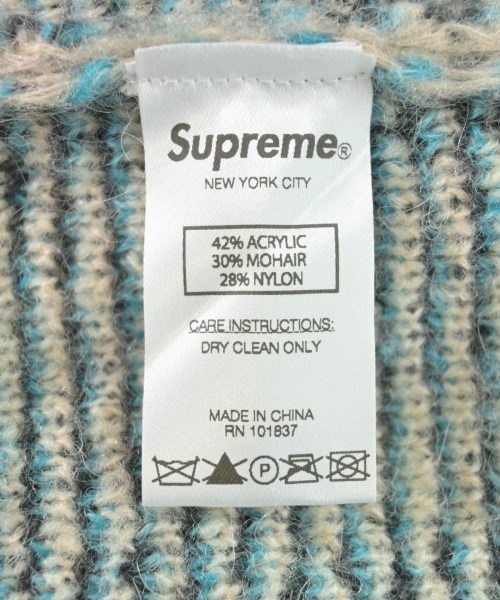 Supreme®
NEW YORK CITY
42% ACRYLIC
30% MOHAIR
28% NYLON
CARE INSTRUCTIONS:
DRY CLEAN ONLY
MADE IN CHINA
RN 101837
P